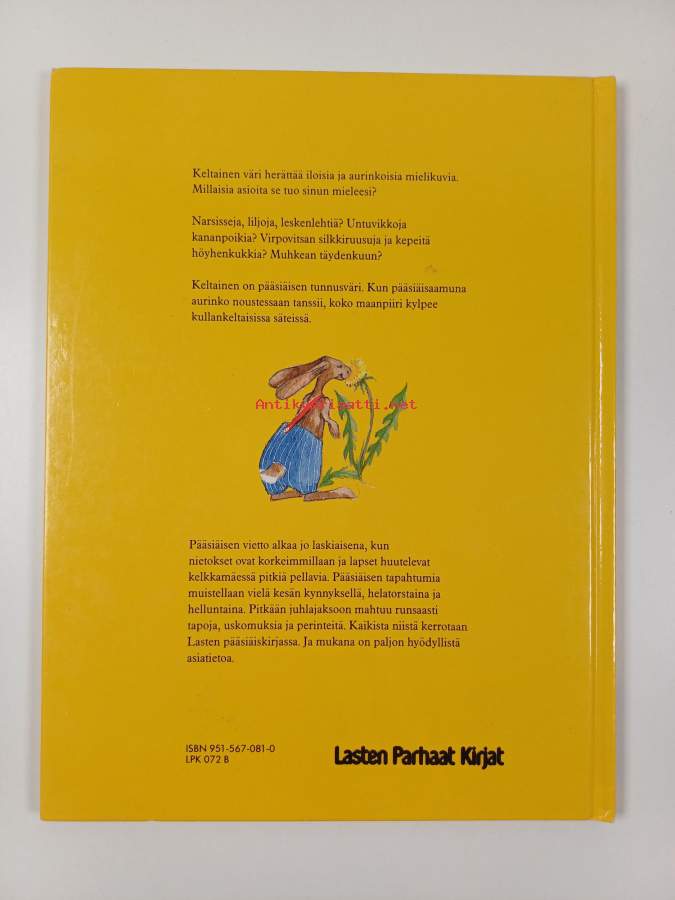 Keltainen väri herättää iloisia ja aurinkoisia mielikuvia.
Millaisia asioita se tuo sinun mieleesi?
Narsisseja, liljoja, leskenlehtiä? Untuvikkoja
kananpoikia? Virpovitsan silkkiruusuja ja kepeitä
höyhenkukkia? Muhkean täydenkuun?
Keltainen on pääsiäisen tunnusväri. Kun pääsiäisaamuna
aurinko noustessaan tanssii, koko maanpiiri kylpee
kullankeltaisissa säteissä.
Antikvariaatti.net
Pääsiäisen vietto alkaa jo laskiaisena, kun
nietokset ovat korkeimmillaan ja lapset huutelevat
kelkkamäessä pitkiä pellavia. Pääsiäisen tapahtumia
muistellaan vielä kesän kynnyksellä, helatorstaina ja
helluntaina. Pitkään juhlajaksoon mahtuu runsaasti
tapoja, uskomuksia ja perinteitä. Kaikista niistä kerrotaan
Lasten pääsiäiskirjassa. Ja mukana on paljon hyödyllistä
asiatietoa.
ISBN 951-567-081-0
LPK 072 B
Lasten Parhaat Kirjat